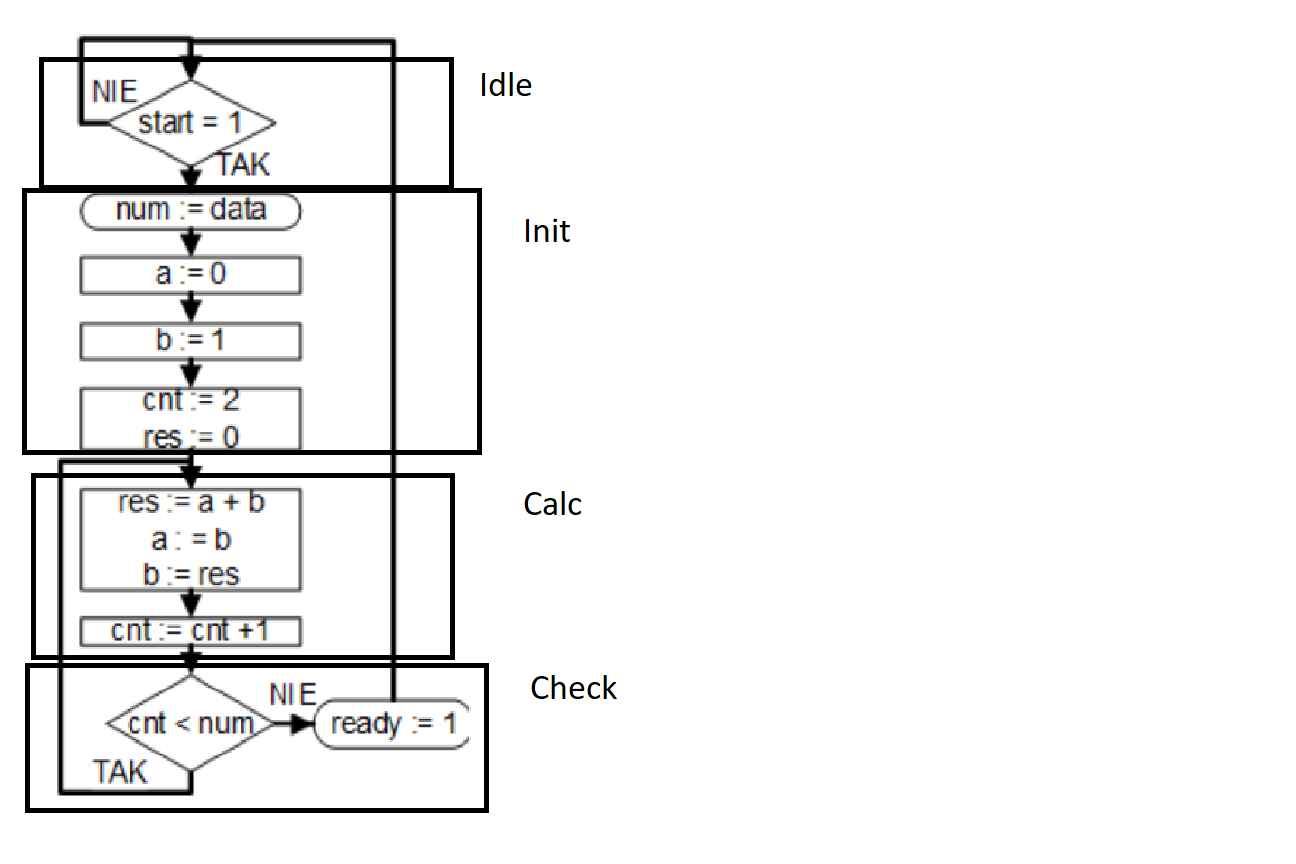 Idle
NIE
start = 1
TAK
num := data
Init
a := 0
b := 1
cnt := 2
res := 0
res := a + b
Calc
a := b
b := res
cnt := cnt +1
Check
NIE
cnt < num
ready := 1
TAK